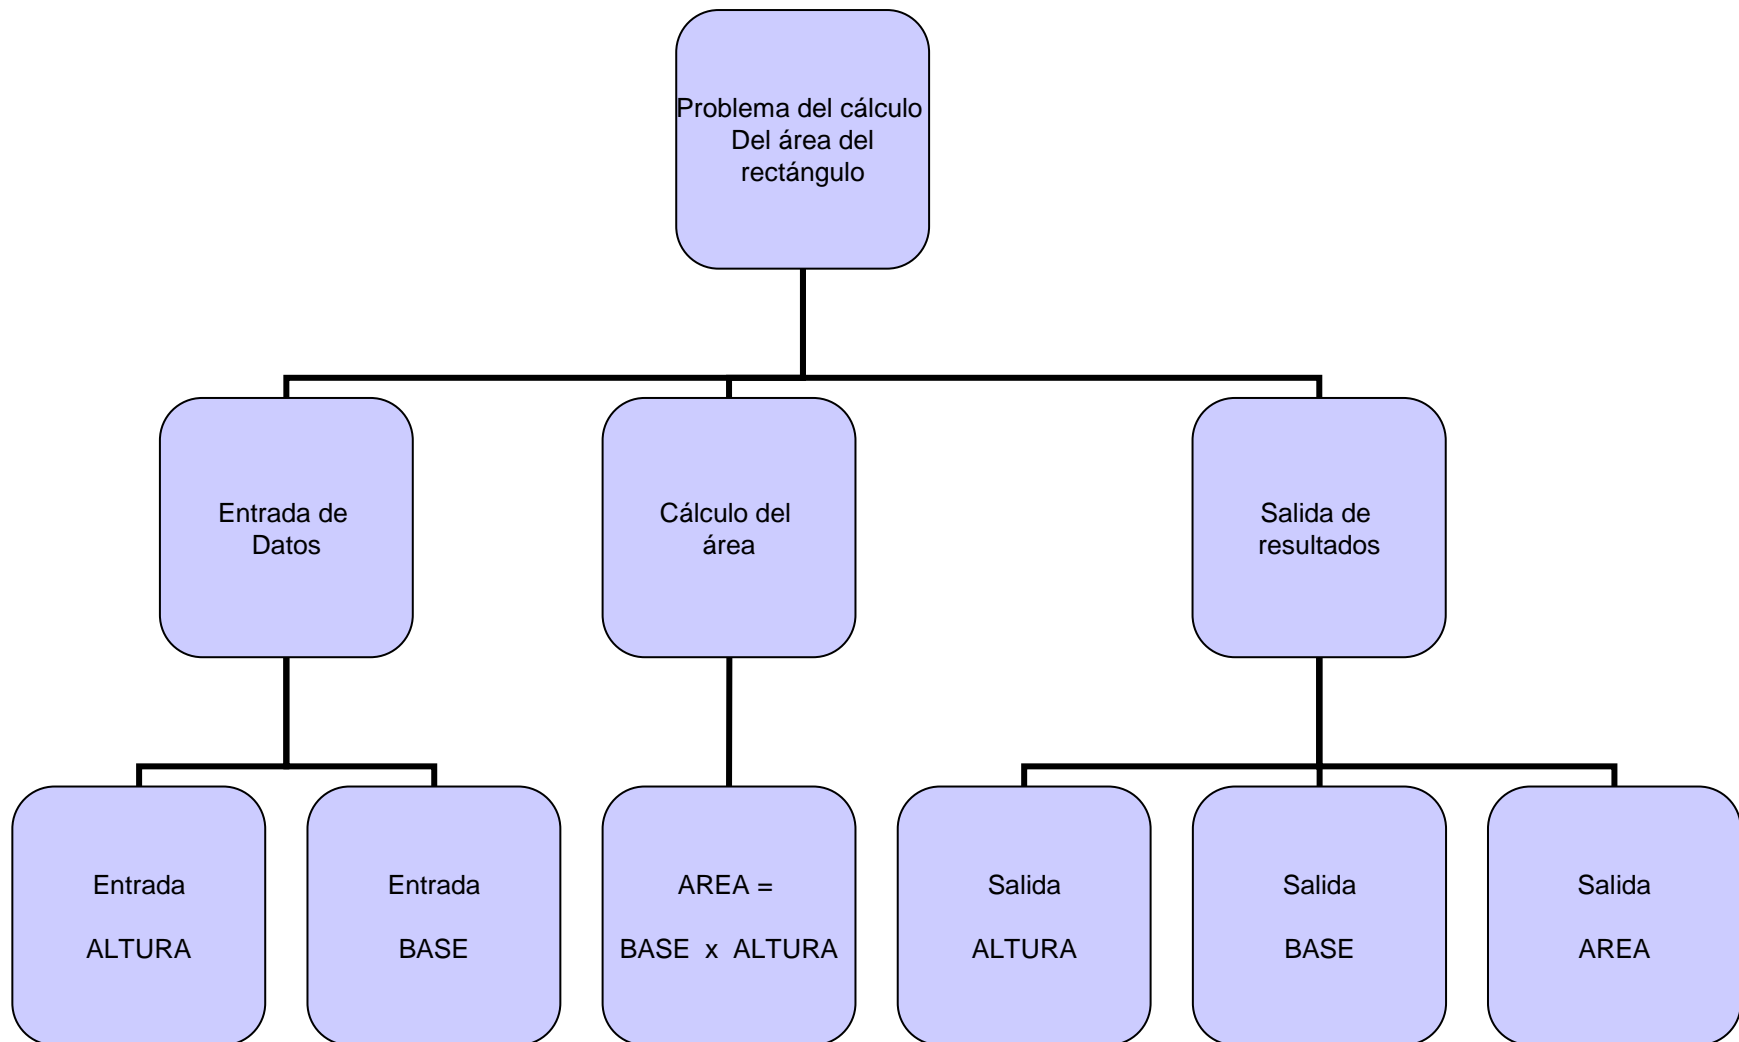 Problema del cálculo
Del área del
rectángulo
Entrada de
Datos
Cálculo del
área
Salida de
resultados
Entrada
ALTURA
Entrada
BASE
AREA =
BASE x ALTURA
Salida
ALTURA
Salida
BASE
Salida
AREA